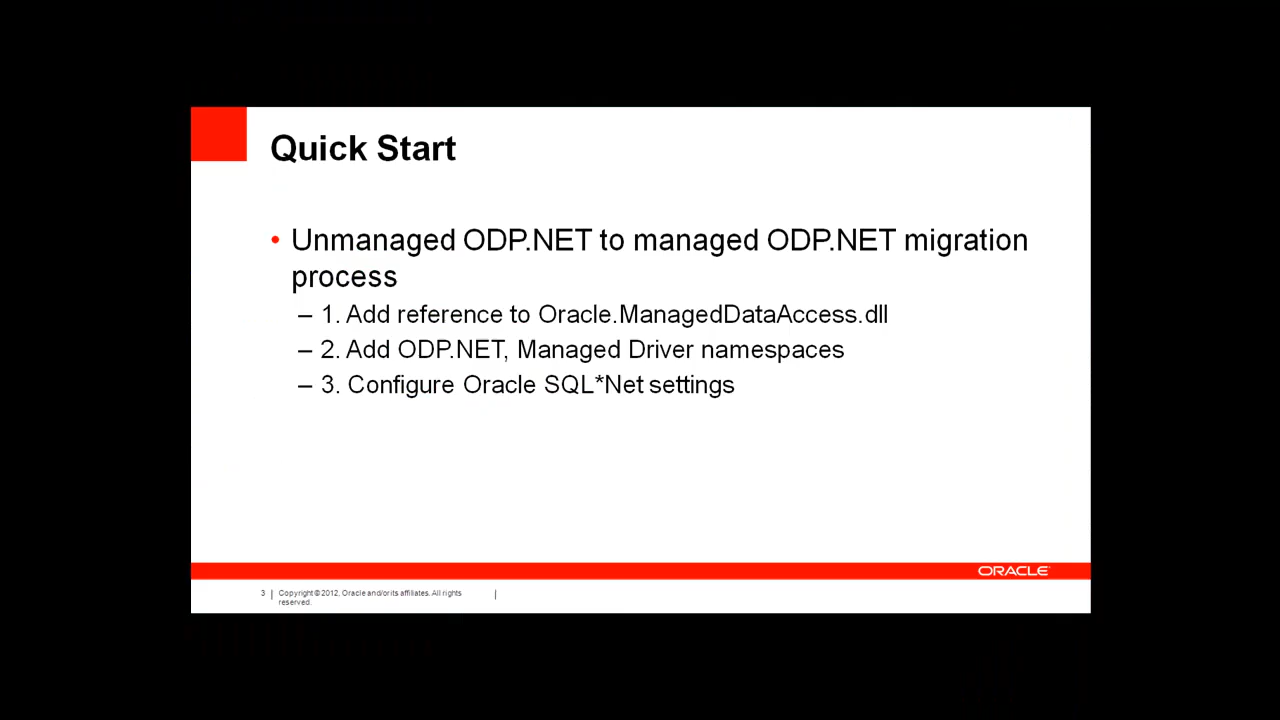 Quick Start
• Unmanaged ODP.NET to managed ODP.NET migration
process
– 1. Add reference to Oracle.ManagedDataAccess.dll
– 2. Add ODP.NET, Managed Driver namespaces
– 3. Configure Oracle SQL*Net settings
ORACLE
3 | Copyright © 2012, Oracle and/or its affiliates. All rights |
reserved.